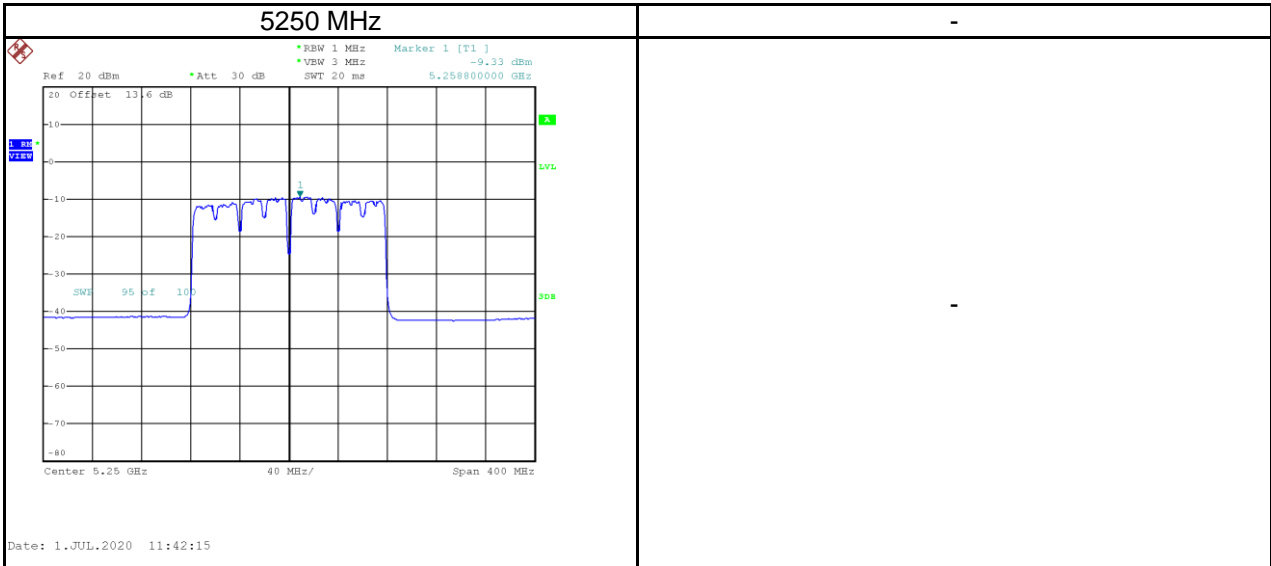 5250 MHz -
R S
*RBW 1 MHz Marker 1 [T1 ]
*VBW 3 MHz -9.33 dBm
Ref 20 dBm *Att 30 dB SWT 20 ms 5.258800000 GHz
20 Offset 13.6 dB
10
A
1 RM *
VIEW
0
LVL
1
-10
-20
-30
SWP 95 of 100
3DB
-40
-
-50
-60
-70
-80
Center 5.25 GHz 40 MHz/ Span 400 MHz
Date: 1.JUL.2020 11:42:15